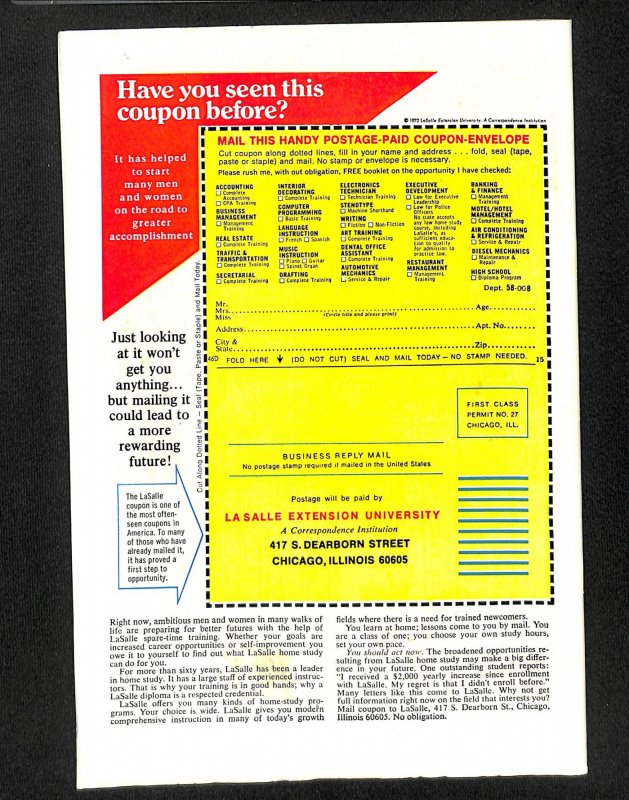 Have you seen this
coupon before?
© 1972 LaSalle Extension University. A Correspondence Institution
It has helped
to start
many men
and women
on the road to
greater
accomplishment
Just looking
at it won't
get you
anything...
but mailing it
could lead to
a more
rewarding
future!
The LaSalle
coupon is one of
the most often-
seen coupons in
America. To many
of those who have
already mailed it,
it has proved a
first step to
opportunity.
Cut Along Dotted Line — Seal (Tape, Paste or Staple) and Mail Today.
MAIL THIS HANDY POSTAGE-PAID COUPON-ENVELOPE
Cut coupon along dotted lines, fill in your name and address . . . fold, seal (tape,
paste or staple) and mail. No stamp or envelope is necessary.
Please rush me, with out obligation, FREE booklet on the opportunity I have checked:
ACCOUNTING
Complete
Accounting
CPA Training
BUSINESS
MANAGEMENT
Management
Training
REAL ESTATE
Complete Training
TRAFFIC &
TRANSPORTATION
Complete Training
SECRETARIAL
Complete Training
INTERIOR
DECORATING
Complete Training
COMPUTER
PROGRAMMING
Basic Training
LANGUAGE
INSTRUCTION
French Spanish
MUSIC
INSTRUCTION
Piano Guitar
Spinet Organ
DRAFTING
Complete Training
ELECTRONICS
TECHNICIAN
Technician Training
STENOTYPE
Machine Shorthand
WRITING
Fiction Non-Fiction
ART TRAINING
Complete Training
DENTAL OFFICE
ASSISTANT
Complete Training
AUTOMOTIVE
MECHANICS
Service & Repair
EXECUTIVE
DEVELOPMENT
Law for Executive
Leadership
Law for Police
Officers
No state accepts
any law home study
course, including
LaSalle's, as
sufficient educa-
tion to qualify
for admission to
practice law.
RESTAURANT
MANAGEMENT
Management
Training
BANKING
& FINANCE
Management
Training
MOTEL/HOTEL
MANAGEMENT
Complete Training
AIR CONDITIONING
& REFRIGERATION
Service & Repair
DIESEL MECHANICS
Maintenance &
Repair
HIGH SCHOOL
Diploma Program
Dept. 58-008
Mr.
Mrs.
Miss
(Circle title and please print)
Age
Address
Apt. No.
City &
State
Zip
46D FOLD HERE (DO NOT CUT) SEAL AND MAIL TODAY – NO STAMP NEEDED. 15
FIRST CLASS
PERMIT NO. 27
CHICAGO, ILL.
BUSINESS REPLY MAIL
No postage stamp required if mailed in the United States
Postage will be paid by
LA SALLE EXTENSION UNIVERSITY
A Correspondence Institution
417 S. DEARBORN STREET
CHICAGO, ILLINOIS 60605
Right now, ambitious men and women in many walks of
life are preparing for better futures with the help of
LaSalle spare-time training. Whether your goals are
increased career opportunities or self-improvement you
owe it to yourself to find out what LaSalle home study
can do for you.
For more than sixty years, LaSalle has been a leader
in home study. It has a large staff of experienced instruc-
tors. That is why your training is in good hands; why a
LaSalle diploma is a respected credential.
LaSalle offers you many kinds of home-study pro-
grams. Your choice is wide. LaSalle gives you modern
comprehensive instruction in many of today's growth
fields where there is a need for trained newcomers.
You learn at home; lessons come to you by mail. You
are a class of one; you choose your own study hours,
set your own pace.
You should act now. The broadened opportunities re-
sulting from LaSalle home study may make a big differ-
ence in your future. One outstanding student reports:
"I received a $2,000 yearly increase since enrollment
with LaSalle. My regret is that I didn't enroll before."
Many letters like this come to LaSalle. Why not get
full information right now on the field that interests you?
Mail coupon to LaSalle, 417 S. Dearborn St., Chicago,
Illinois 60605. No obligation.